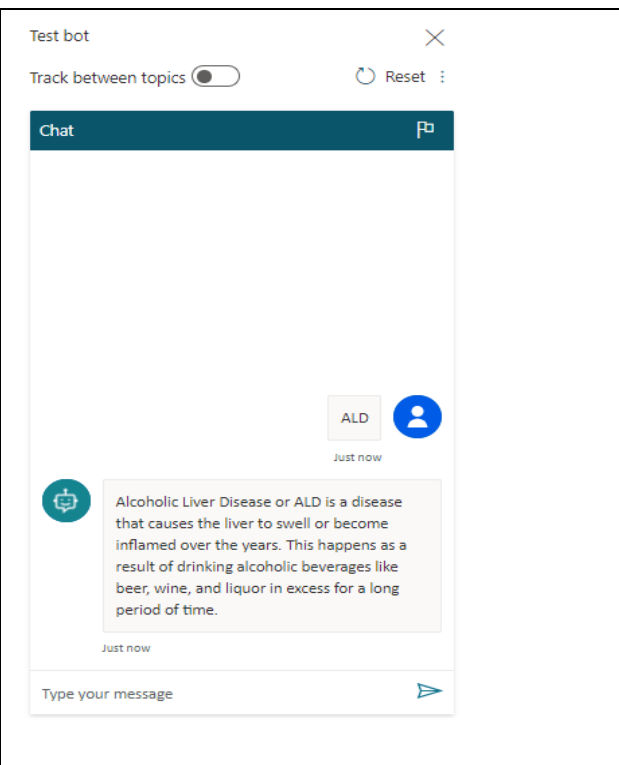 Test bot
Track between topics
Reset
Chat
ALD
Just now
Alcoholic Liver Disease or ALD is a disease
that causes the liver to swell or become
inflamed over the years. This happens as a
result of drinking alcoholic beverages like
beer, wine, and liquor in excess for a long
period of time.
Just now
Type your message